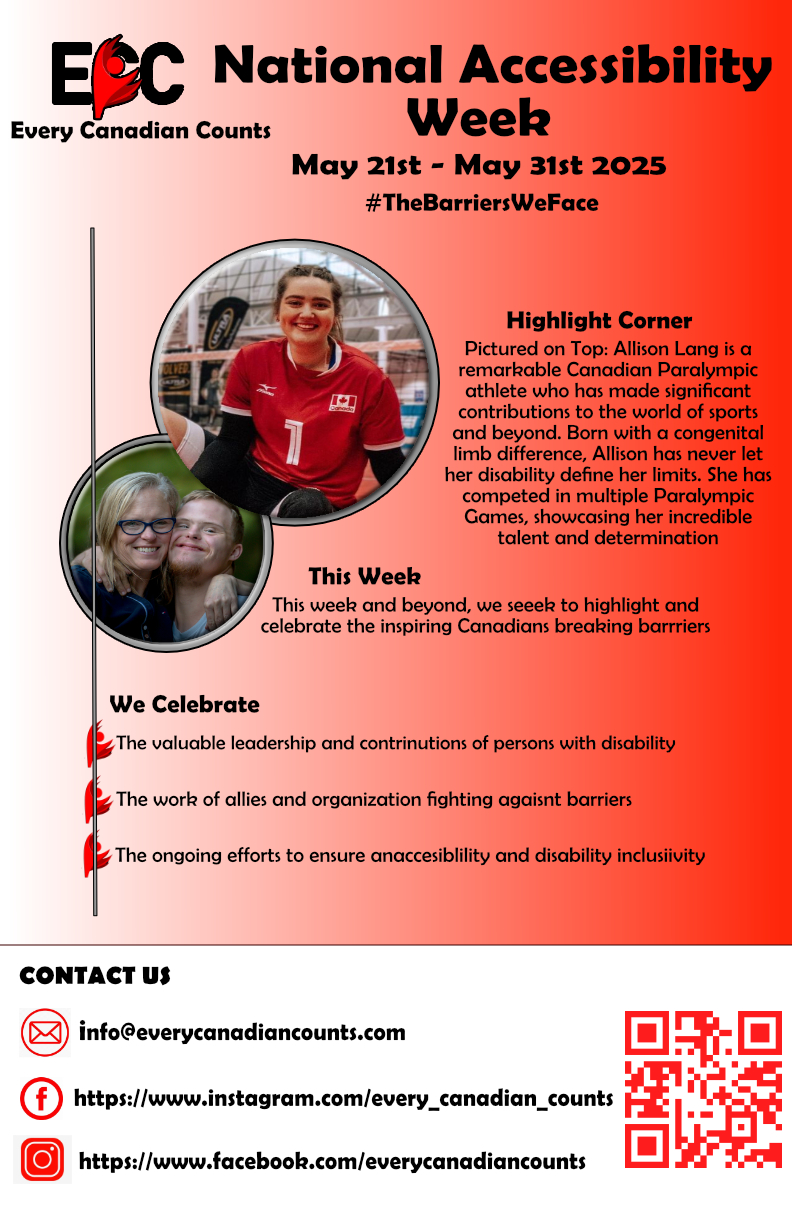 ECC
Every Canadian Counts
National Accessibility
Week
May 21st - May 31st 2025
#TheBarriersWeFace
1
Canada
Highlight Corner
Pictured on Top: Allison Lang is a
remarkable Canadian Paralympic
athlete who has made significant
contributions to the world of sports
and beyond. Born with a congenital
limb difference, Allison has never let
her disability define her limits. She has
competed in multiple Paralympic
Games, showcasing her incredible
talent and determination
This Week
This week and beyond, we seeek to highlight and
celebrate the inspiring Canadians breaking barrriers
We Celebrate
The valuable leadership and contrinutions of persons with disability
The work of allies and organization fighting agaisnt barriers
The ongoing efforts to ensure anaccesiblility and disability inclusiivity
CONTACT US
info@everycanadiancounts.com
https://www.instagram.com/every_canadian_counts
https://www.facebook.com/everycanadiancounts